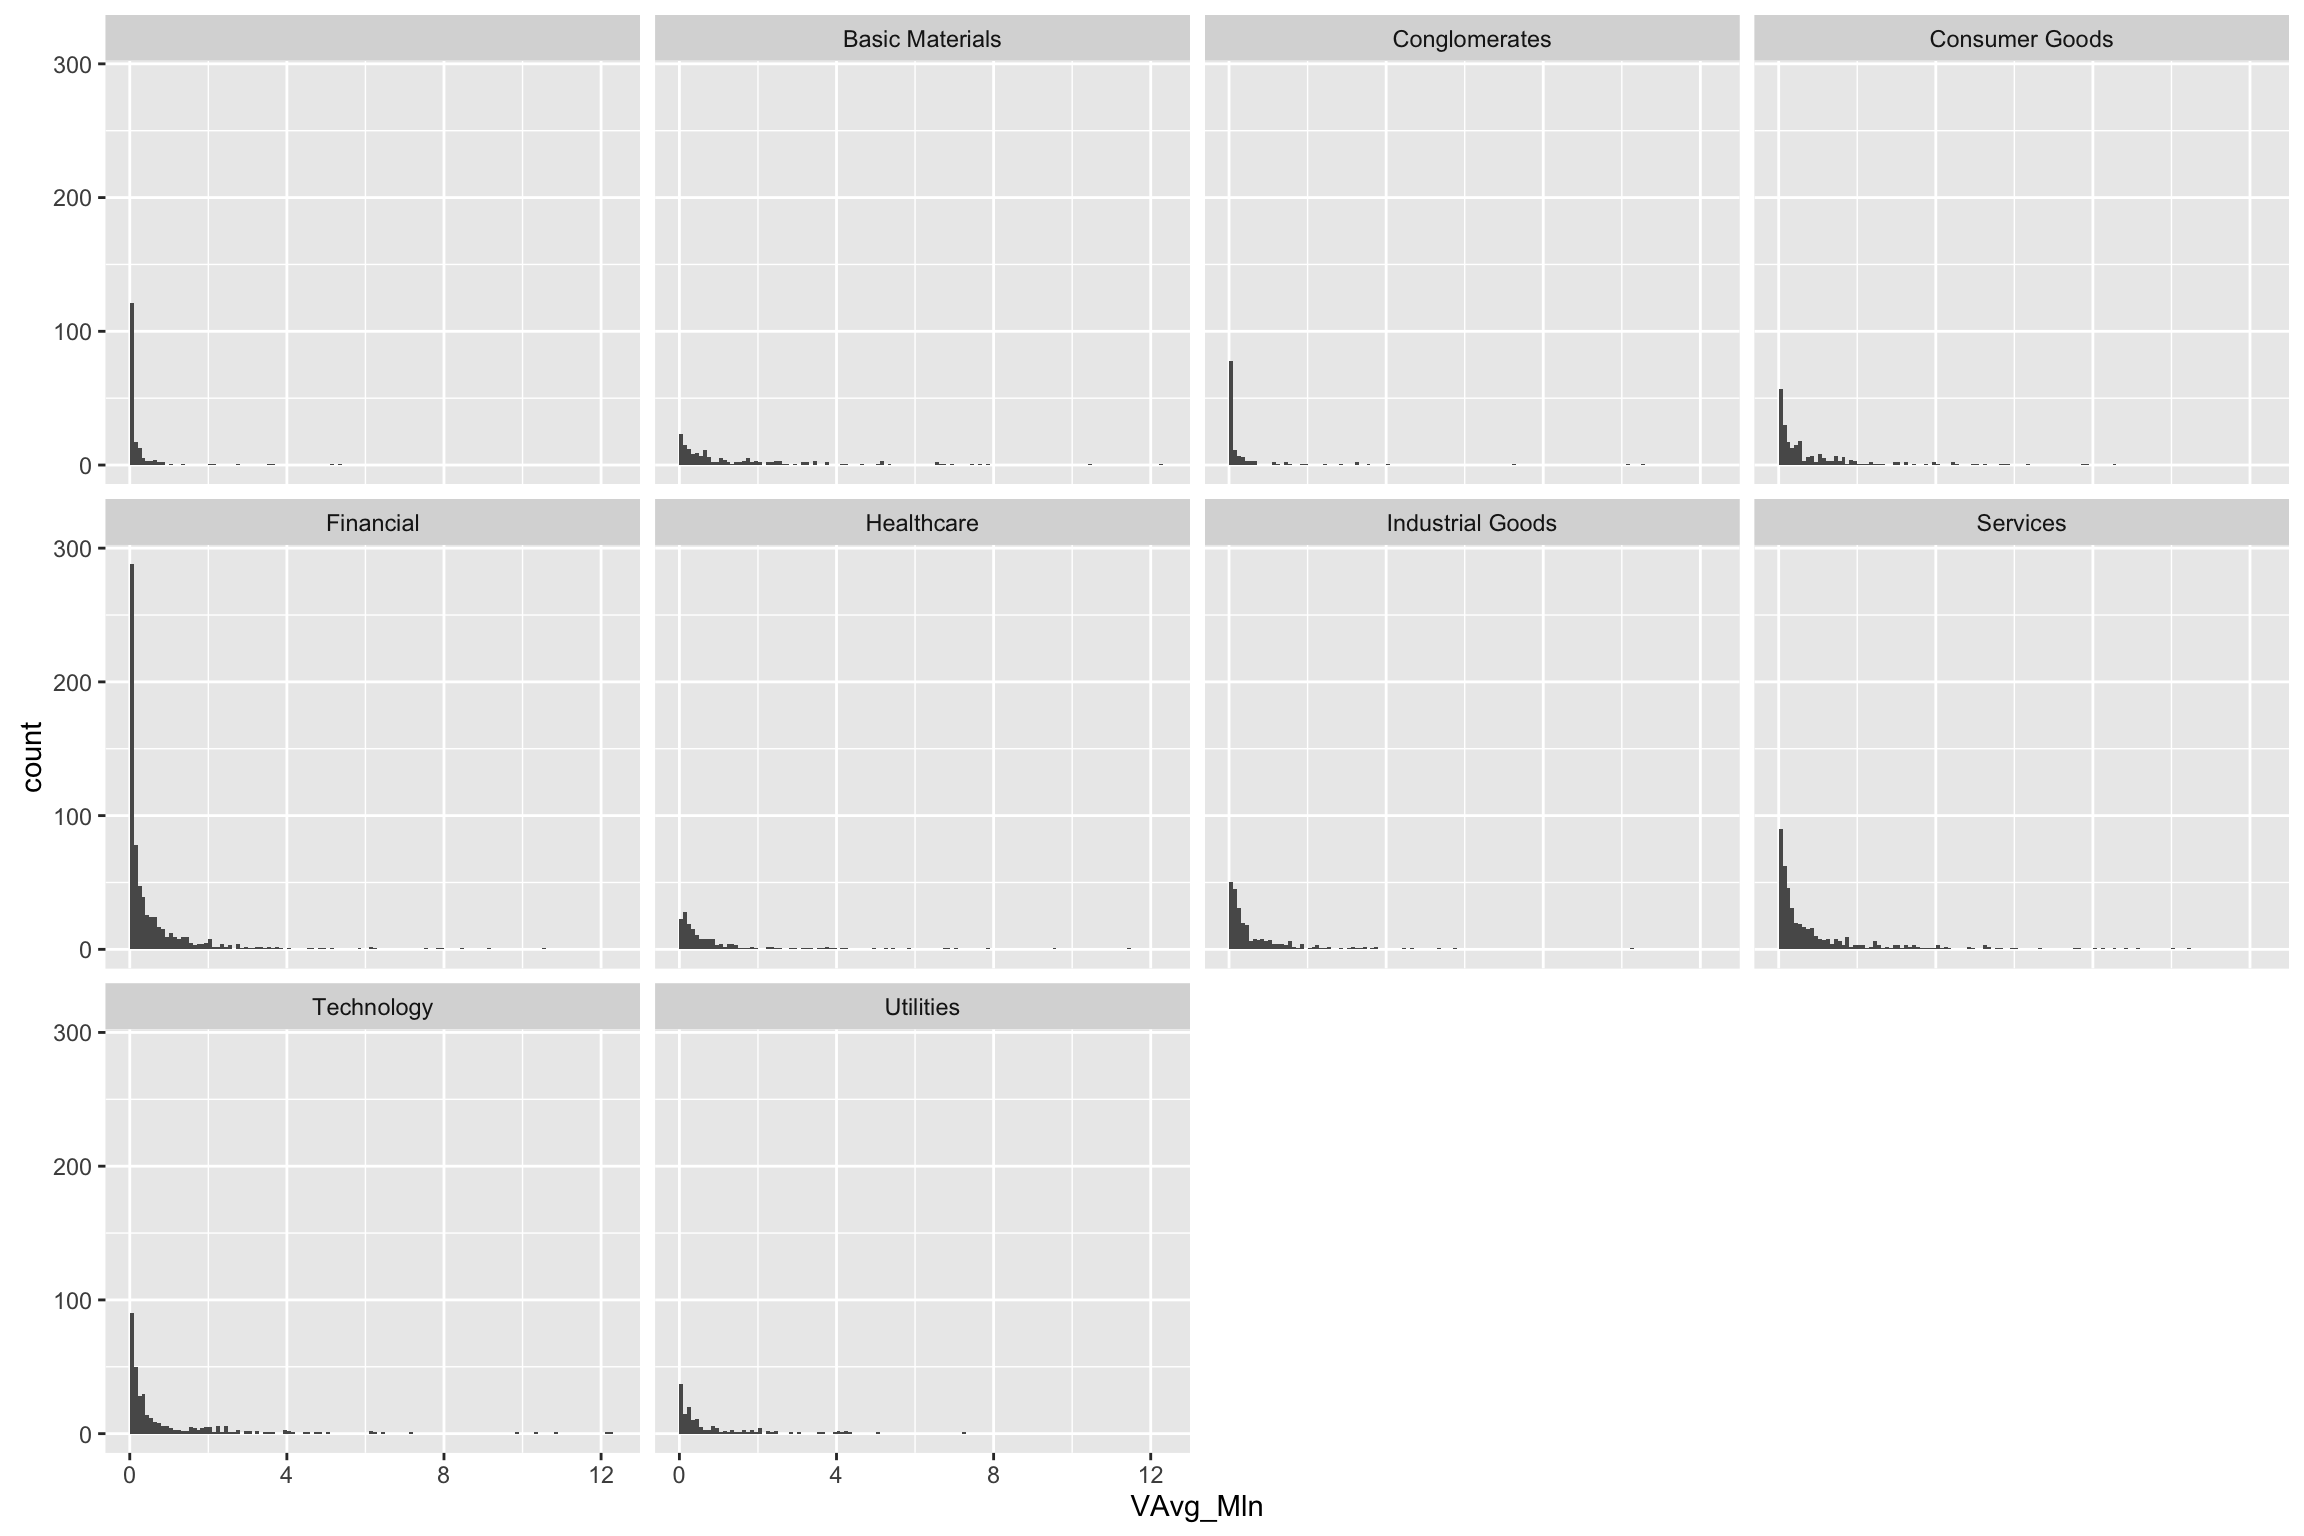 Basic Materials
Conglomerates
Consumer Goods
300
200
100
0
Financial
Healthcare
Industrial Goods
Services
300
200
100
0
count
Technology
Utilities
300
200
100
0
0 4 8 12
0 4 8 12
VAvg_Mln